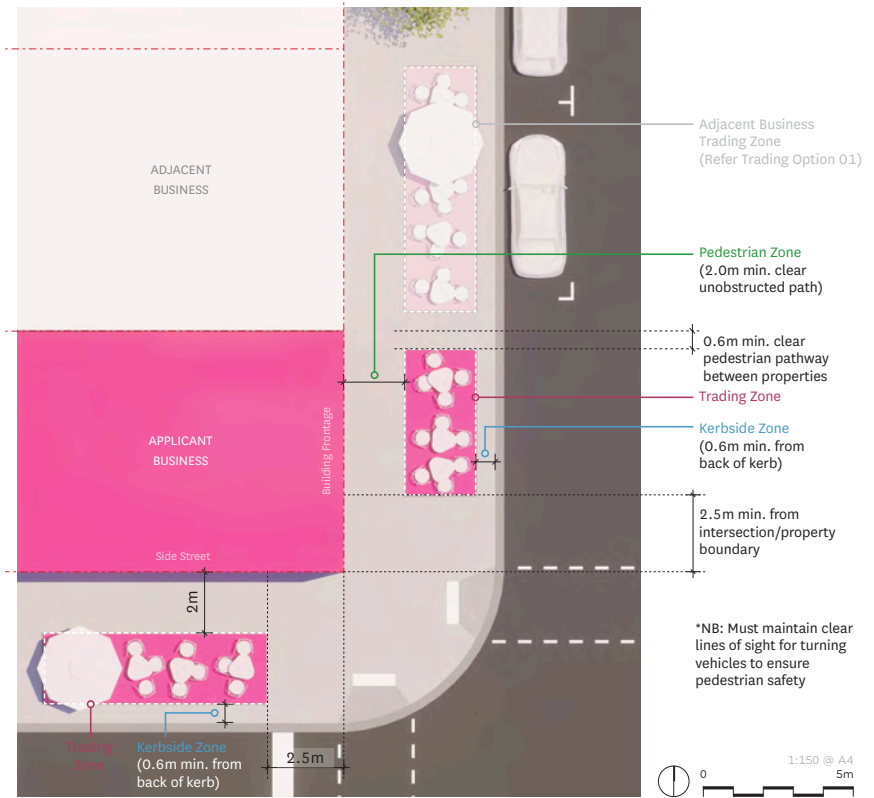 ADJACENT
BUSINESS
Adjacent Business
Trading Zone
(Refer Trading Option 01)
Pedestrian Zone
(2.0m min. clear
unobstructed path)
0.6m min. clear
pedestrian pathway
between properties
Trading Zone
Kerbside Zone
(0.6m min. from
back of kerb)
APPLICANT
BUSINESS
Building Frontage
Side Street
2.5m min. from
intersection/property
boundary
2m
*NB: Must maintain clear
lines of sight for turning
vehicles to ensure
pedestrian safety
Trading
Zone
Kerbside Zone
(0.6m min. from
back of kerb)
2.5m
1:150 @ A4
0
5m